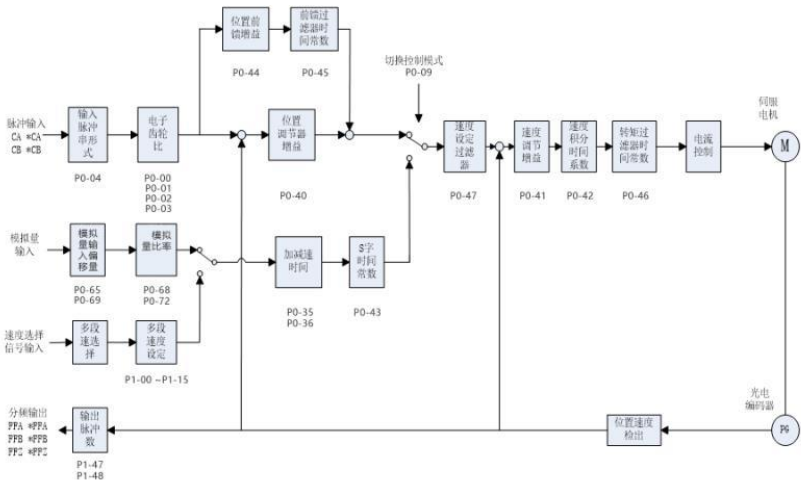 位置前
馈增益
P0-44
前馈过
滤器时
间常数
P0-45
切换控制模式
P0-09
脉冲输入
CA *CA
CB *CB
输入
脉冲
串形
式
P0-04
电子
齿轮
比
P0-00
P0-01
P0-02
P0-03
位置
调节器
增益
P0-40
速度
设定
过滤
器
P0-47
速度
调节
增益
P0-41
速度
积分
时间
系数
P0-42
转矩过
滤器时
间常数
P0-46
电流
控制
伺服
电机
M
模拟量
输入
模拟
量输
入偏
移量
P0-65
P0-69
模拟
量比率
P0-68
P0-72
加减速
时间
P0-35
P0-36
S字
时间
常数
P0-43
速度选择
信号输入
多段
速选
择
多段
速度
设定
P1-00 ~P1-15
分频输出
FFA *FFA
FFB *FFB
FFZ *FFZ
输出
脉冲
数
P1-47
P1-48
位置速度
检出
光电
编码器
PG